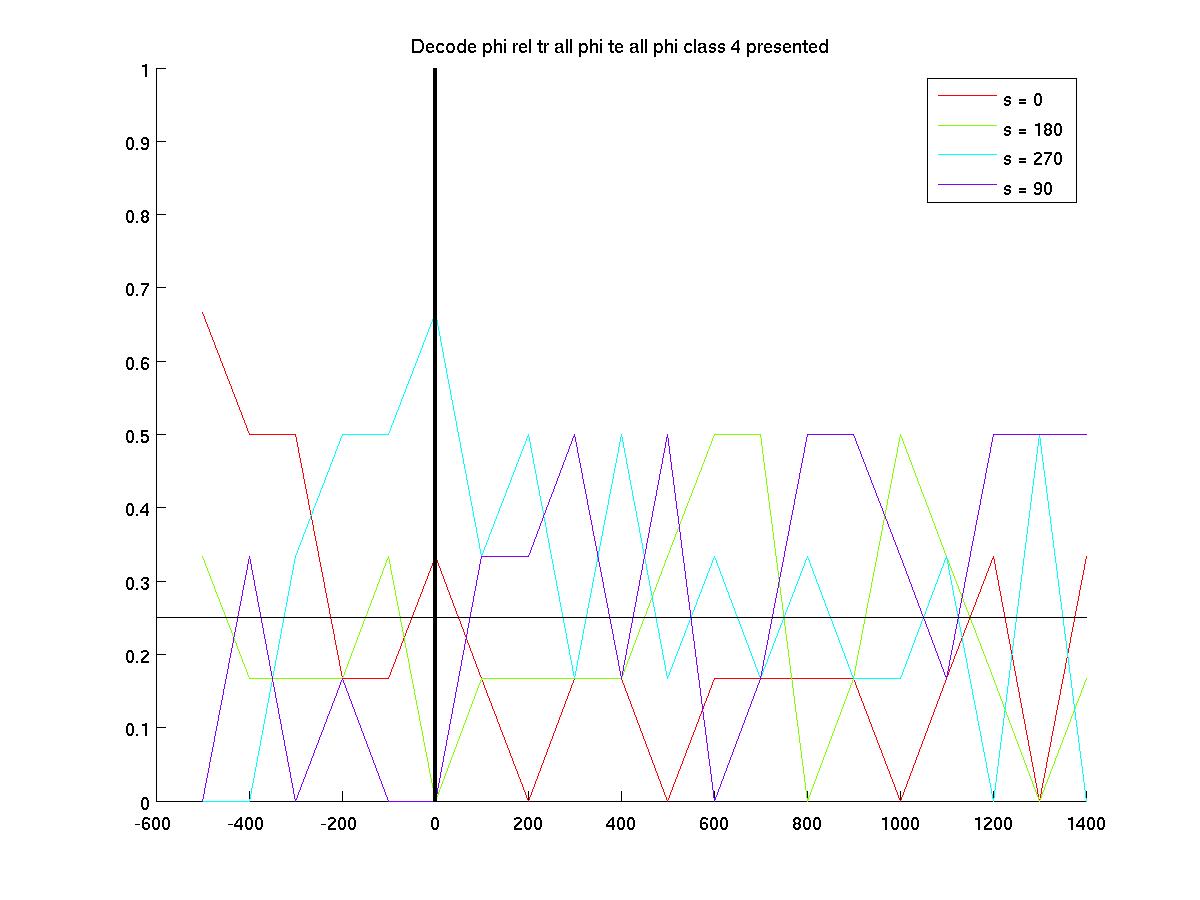 Decode phi rel tr all phi te all phi class 4 presented
s = 0
s = 180
s = 270
s = 90
1
0.9
0.8
0.7
0.6
0.5
0.4
0.3
0.2
0.1
0
-600 -400 -200 0 200 400 600 800 1000 1200 1400